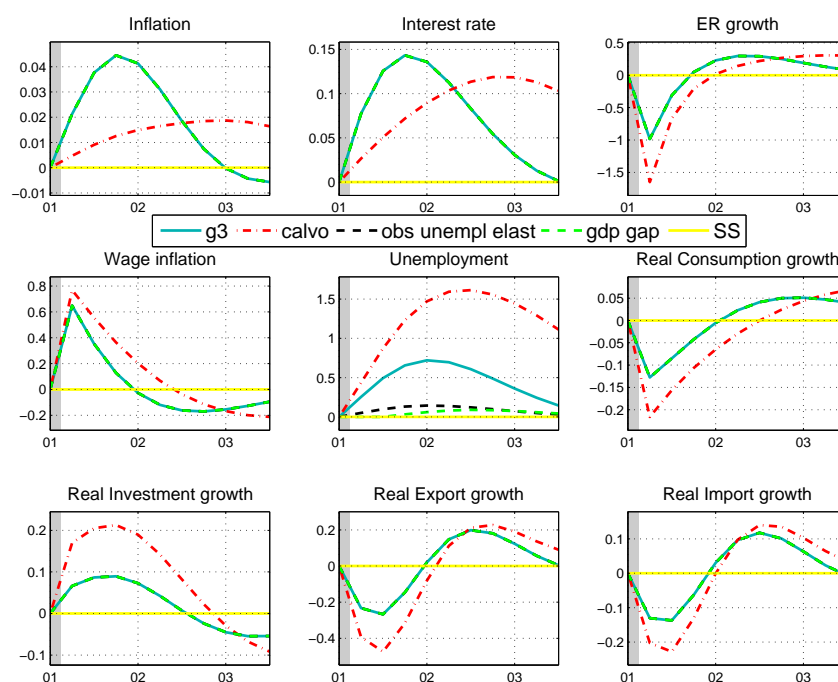 Inflation Interest rate ER growth
0.04 0.15 0.5
0.03 0
0.02 0.1 −0.5
0.01 0.05 −1
0 −1.5
−0.01 0
01 02 03 01 02 03 01 02 03
g3 calvo obs unempl elast gdp gap SS
Wage inflation Unemployment Real Consumption growth
0.8 1.5 0.05
0.6 0
0.4 1 −0.05
0.2 −0.1
0 0.5 −0.15
−0.2 0 −0.2
01 02 03 01 02 03 01 02 03
Real Investment growth Real Export growth Real Import growth
0.2 0.2 0.1
0.1 0 0
0 −0.2 −0.1
−0.1 −0.4 −0.2
01 02 03 01 02 03 01 02 03